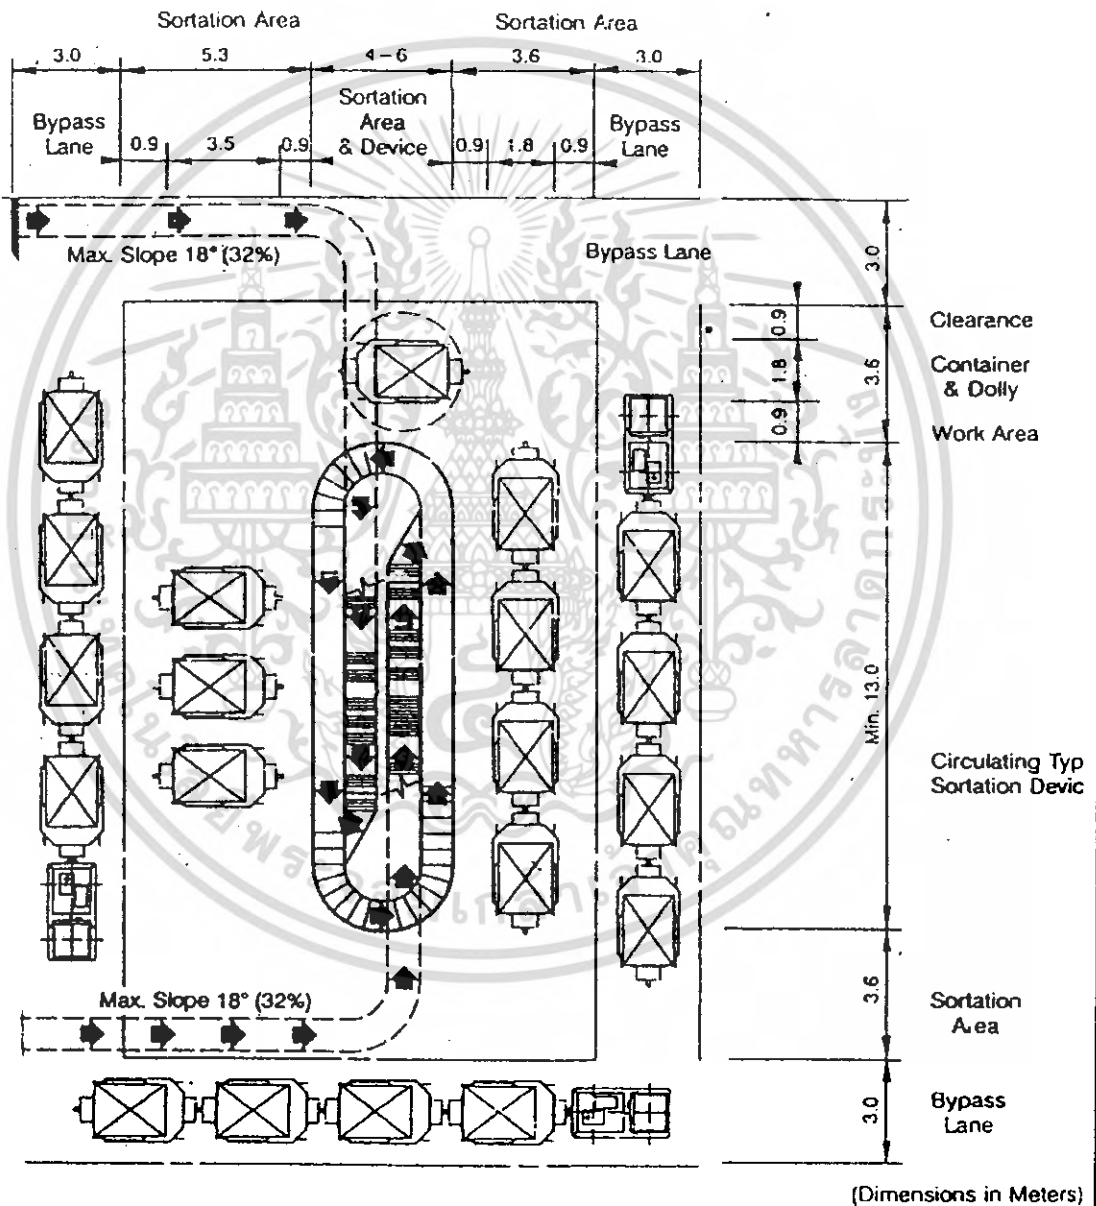 Sortation Area
Sortation Area
3.0
5.3
4-6
3.6
3.0
Bypass
Lane
0.9
3.5
0.9
Sortation
Area
& Device
0.9
1.8
0.9
Bypass
Lane
Max. Slope 18° (32%)
Bypass Lane
3.0
0.9
Clearance
1.8
3.6
Container
& Dolly
0.9
Work Area
Min. 13.0
Circulating Typ
Sortation Devic
Max. Slope 18° (32%)
3.6
Sortation
Area
3.0
Bypass
Lane
(Dimensions in Meters)